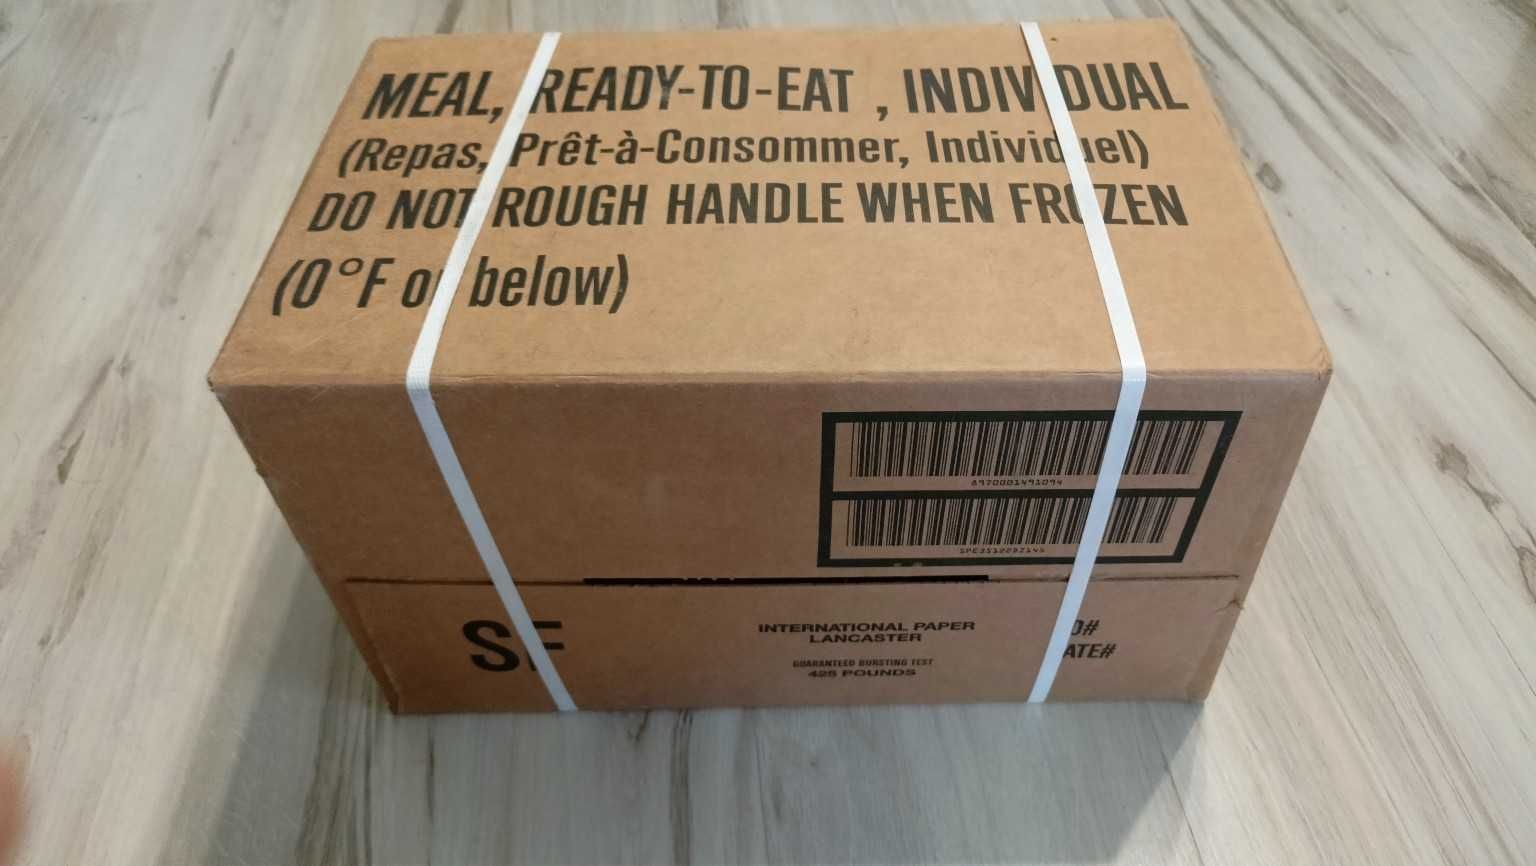 MEAL, READY-TO-EAT , INDIVIDUAL
(Repas, Prêt-à-Consommer, Individuel)
DO NOT ROUGH HANDLE WHEN FROZEN
(0°F or below)
8970001491094
SF
INTERNATIONAL PAPER
LANCASTER
GUARANTEED BURSTING TEST
425 POUNDS